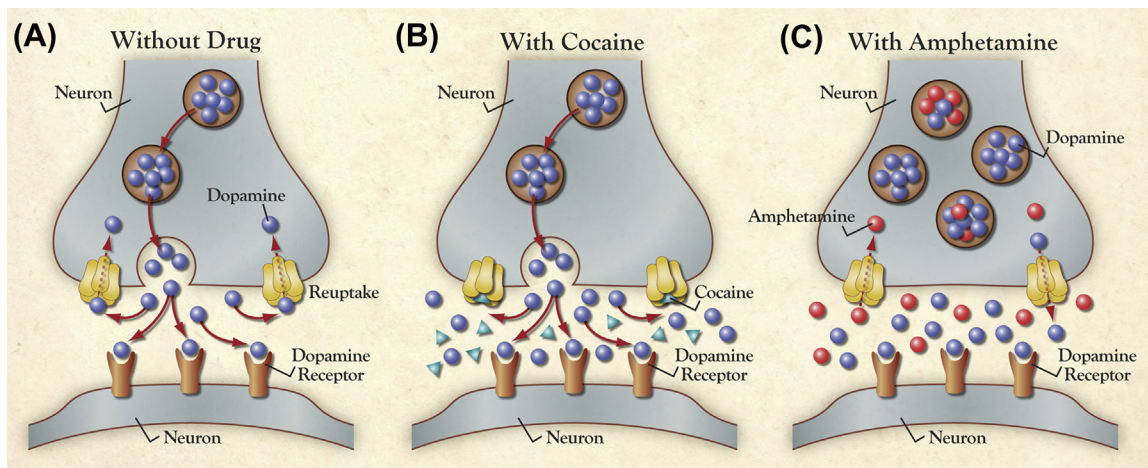 (A)
Without Drug
Neuron
Dopamine
Reuptake
Dopamine
Receptor
Neuron
(B)
With Cocaine
Neuron
Cocaine
Dopamine
Receptor
Neuron
(C)
With Amphetamine
Neuron
Dopamine
Amphetamine
Dopamine
Receptor
Neuron